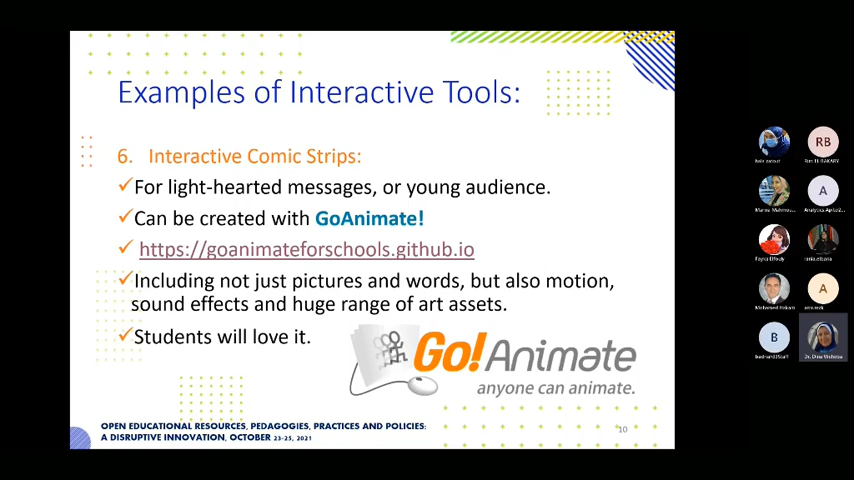 Examples of Interactive Tools:
6. Interactive Comic Strips:
✓For light-hearted messages, or young audience.
✓Can be created with GoAnimate!
✓ https://goanimateforschools.github.io
✓Including not just pictures and words, but also motion,
sound effects and huge range of art assets.
✓Students will love it.
Go!Animate
anyone can animate.
OPEN EDUCATIONAL RESOURCES, PEDAGOGIES, PRACTICES AND POLICIES:
A DISRUPTIVE INNOVATION, OCTOBER 23-25, 2021
10
RB
A
A
B